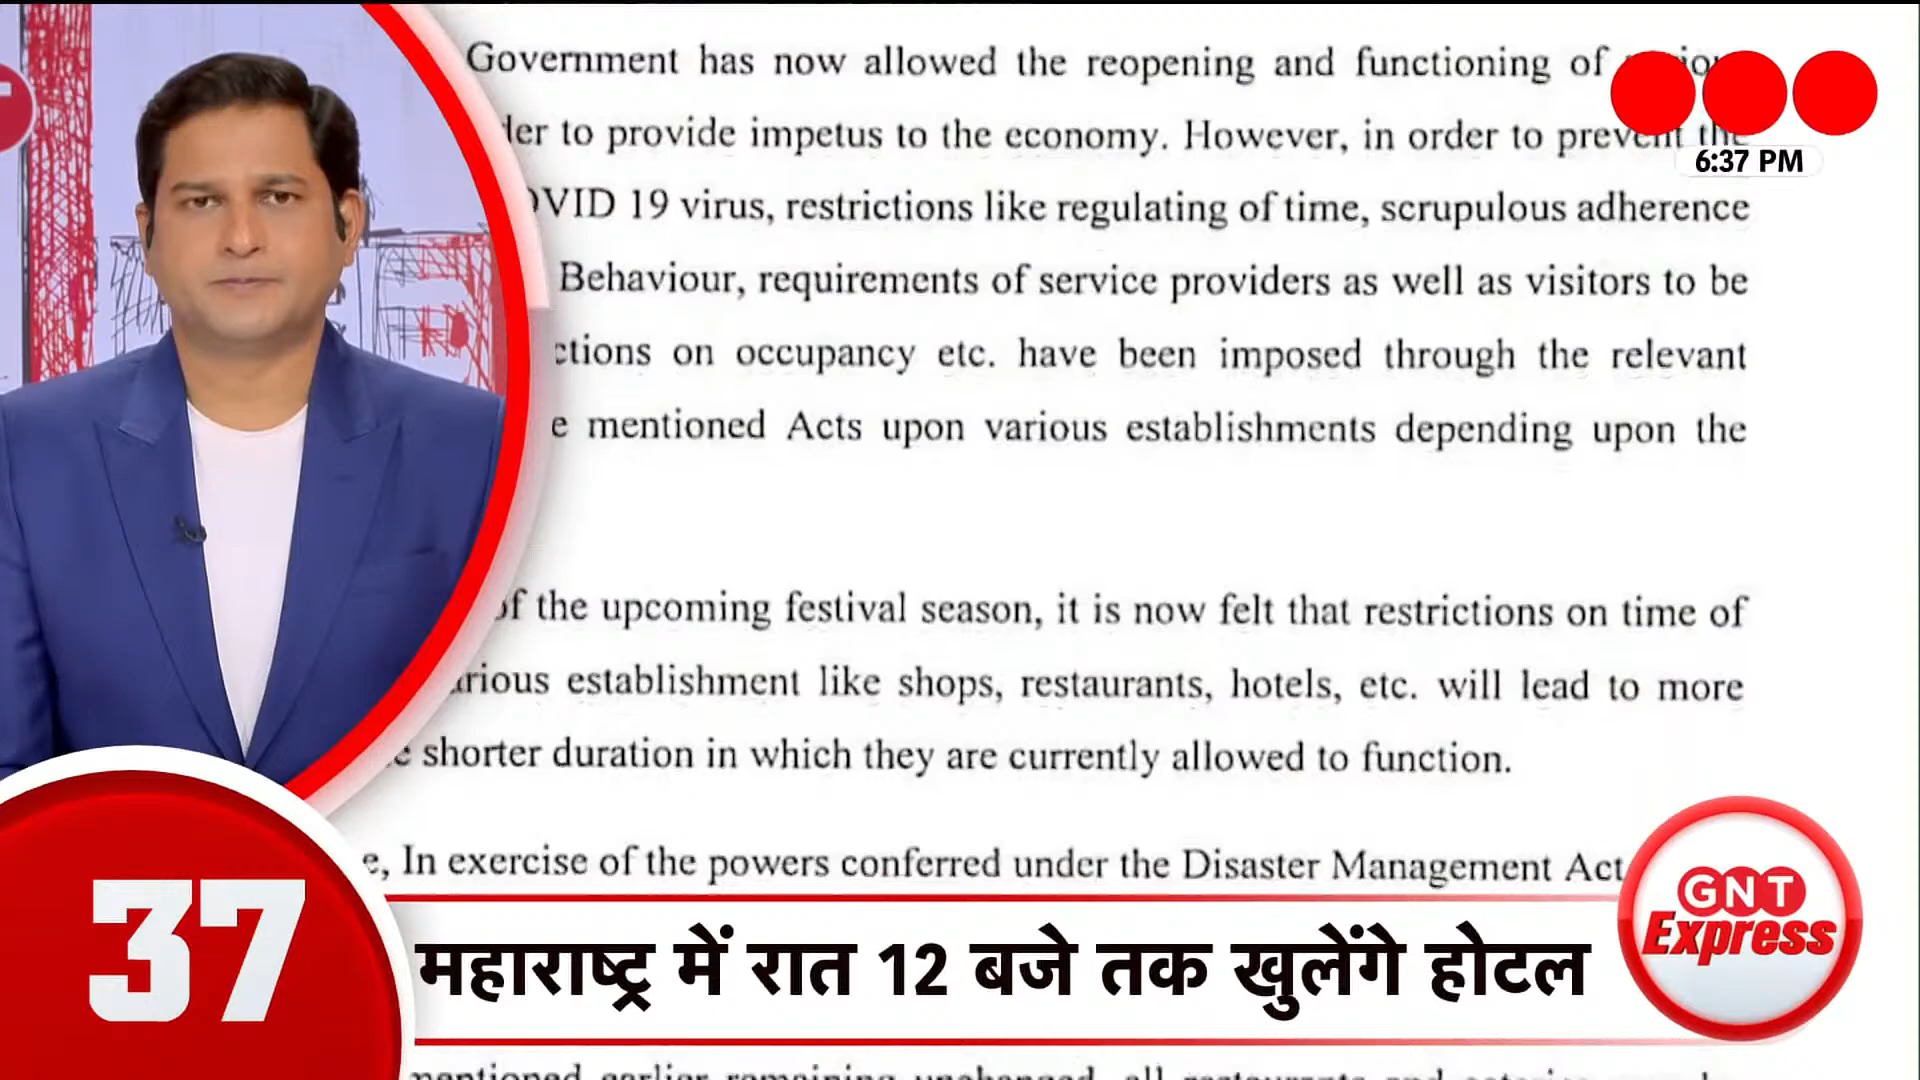 Government has now allowed the reopening and functioning of
to provide impetus to the economy. However, in order to prevent the
6:37 PM
19 virus, restrictions like regulating of time, scrupulous adherence
Behaviour, requirements of service providers as well as visitors to be
on occupancy etc. have been imposed through the relevant
mentioned Acts upon various establishments depending upon the
of the upcoming festival season, it is now felt that restrictions on time of
establishment like shops, restaurants, hotels, etc. will lead to more
shorter duration in which they are currently allowed to function.
In exercise of the powers conferred under the Disaster Management Act
GNT
Express
37
महाराष्ट्र में रात 12 बजे तक खुलेंगे होटल